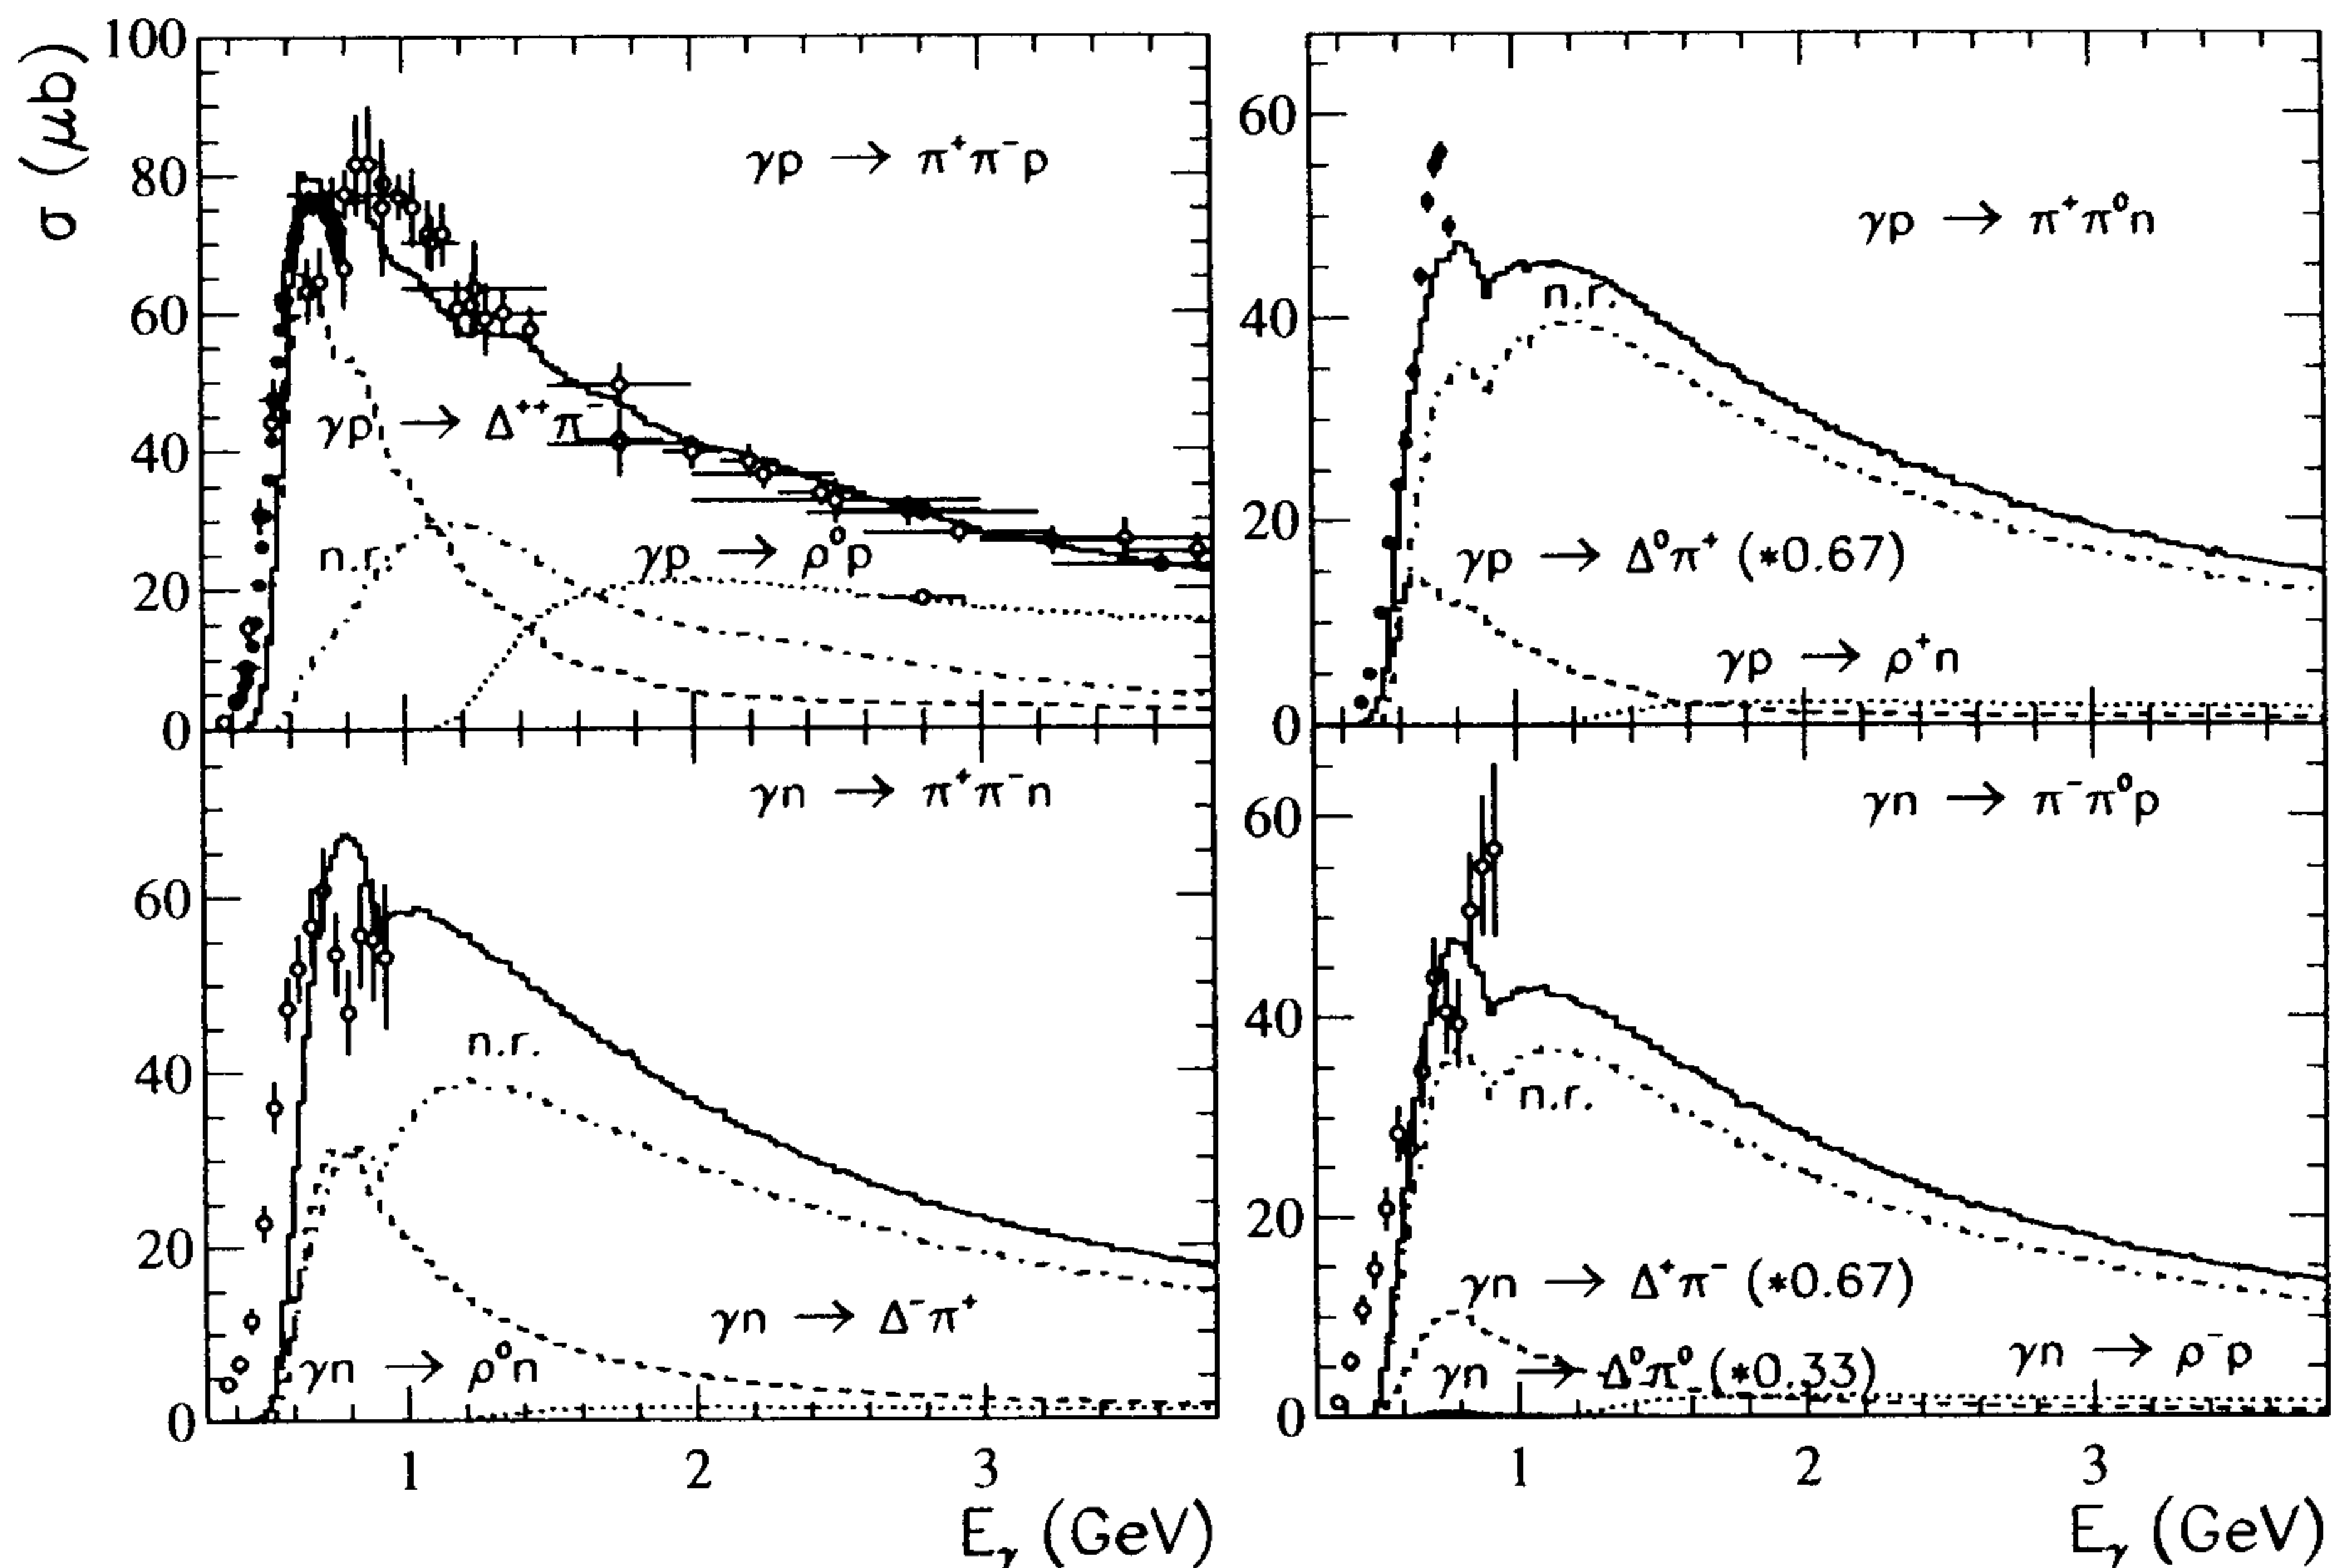 σ (μb)
100
80
60
40
20
0
γp → π⁺π⁻p
γp → Δ⁺⁺π⁻
n.r.
γp → ρ⁰p
60
40
20
0
γp → π⁺π⁰n
n.r.
γp → Δ⁰π⁺ (*0.67)
γp → ρ⁺n
60
40
20
0
γn → π⁺π⁻n
n.r.
γn → Δ⁻π⁺
γn → ρ⁰n
1 2 3
E_γ (GeV)
60
40
20
0
γn → π⁻π⁰p
n.r.
γn → Δ⁺π⁻ (*0.67)
γn → ρ⁻p
γn → Δ⁰π⁰ (*0.33)
1 2 3
E_γ (GeV)